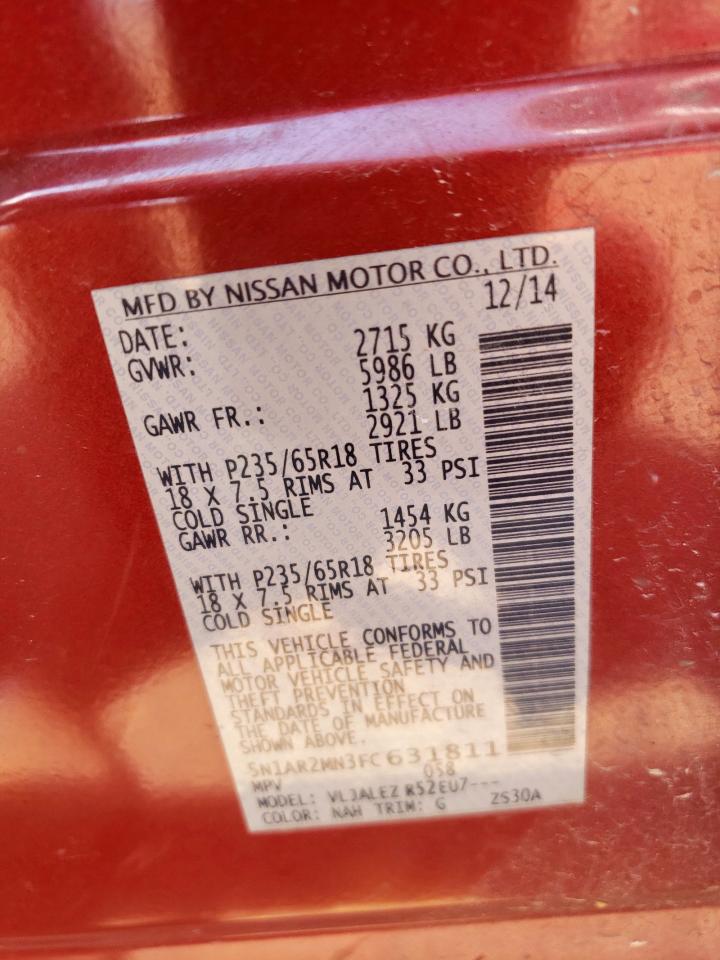 MFD BY NISSAN MOTOR CO., LTD.
DATE: 12/14
GVWR: 2715 KG
5986 LB
GAWR FR.: 1325 KG
2921 LB
WITH P235/65R18 TIRES
18 X 7.5 RIMS AT 33 PSI
COLD SINGLE
GAWR RR.: 1454 KG
3205 LB
WITH P235/65R18 TIRES
18 X 7.5 RIMS AT 33 PSI
COLD SINGLE
THIS VEHICLE CONFORMS TO
ALL APPLICABLE FEDERAL
MOTOR VEHICLE SAFETY AND
THEFT PREVENTION
STANDARDS IN EFFECT ON
THE DATE OF MANUFACTURE
SHOWN ABOVE.
5N1AR2MN3FC631811
MPV 058
MODEL: VLJALEZ R52EU7---
COLOR: NAH TRIM: G ZS30A